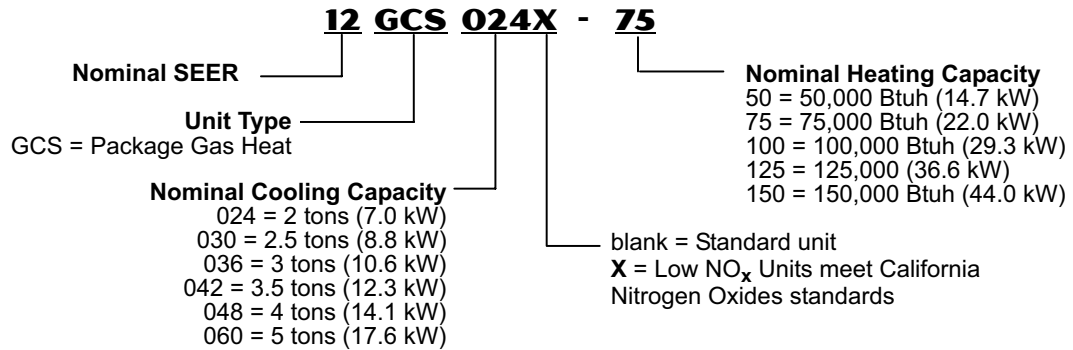 12 GCS 024X - 75
Nominal SEER
Unit Type
GCS = Package Gas Heat
Nominal Cooling Capacity
024 = 2 tons (7.0 kW)
030 = 2.5 tons (8.8 kW)
036 = 3 tons (10.6 kW)
042 = 3.5 tons (12.3 kW)
048 = 4 tons (14.1 kW)
060 = 5 tons (17.6 kW)
Nominal Heating Capacity
50 = 50,000 Btuh (14.7 kW)
75 = 75,000 Btuh (22.0 kW)
100 = 100,000 Btuh (29.3 kW)
125 = 125,000 (36.6 kW)
150 = 150,000 Btuh (44.0 kW)
blank = Standard unit
X = Low NOx Units meet California
Nitrogen Oxides standards